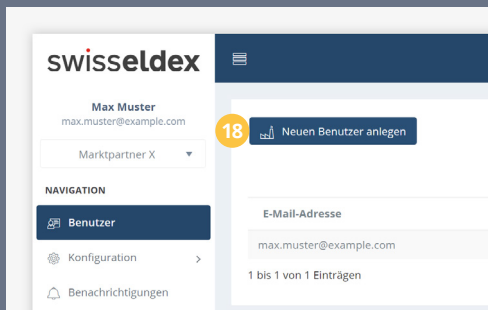 swisseldex
Max Muster
max.muster@example.com
Marktpartner X
NAVIGATION
Benutzer
Konfiguration
Benachrichtigungen
18
Neuen Benutzer anlegen
E-Mail-Adresse
max.muster@example.com
1 bis 1 von 1 Einträgen